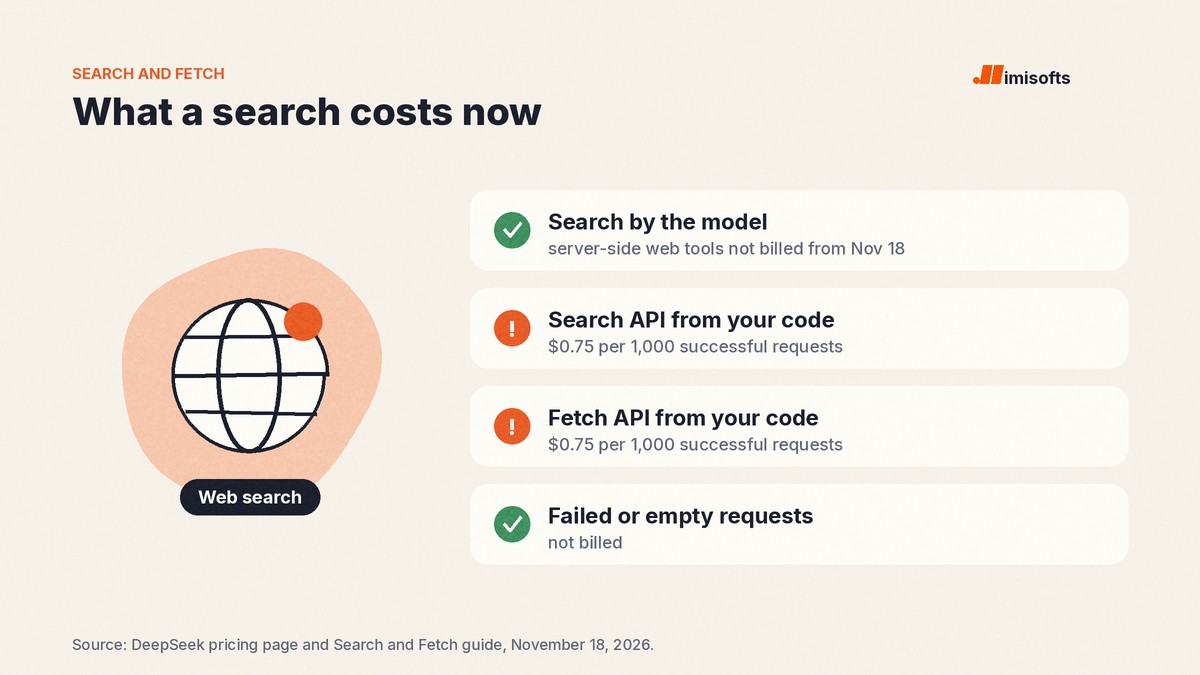 SEARCH AND FETCH
What a search costs now
imisofts
Search by the model
server-side web tools not billed from Nov 18
Search API from your code
$0.75 per 1,000 successful requests
Fetch API from your code
$0.75 per 1,000 successful requests
Failed or empty requests
not billed
Web search
Source: DeepSeek pricing page and Search and Fetch guide, November 18, 2026.